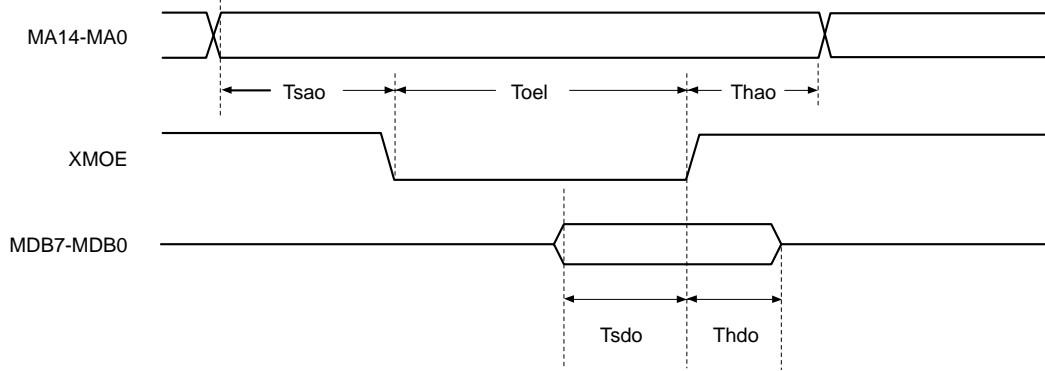 MA14-MA0
Tsao Toel Thao
XMOE
MDB7-MDB0
Tsdo Thdo